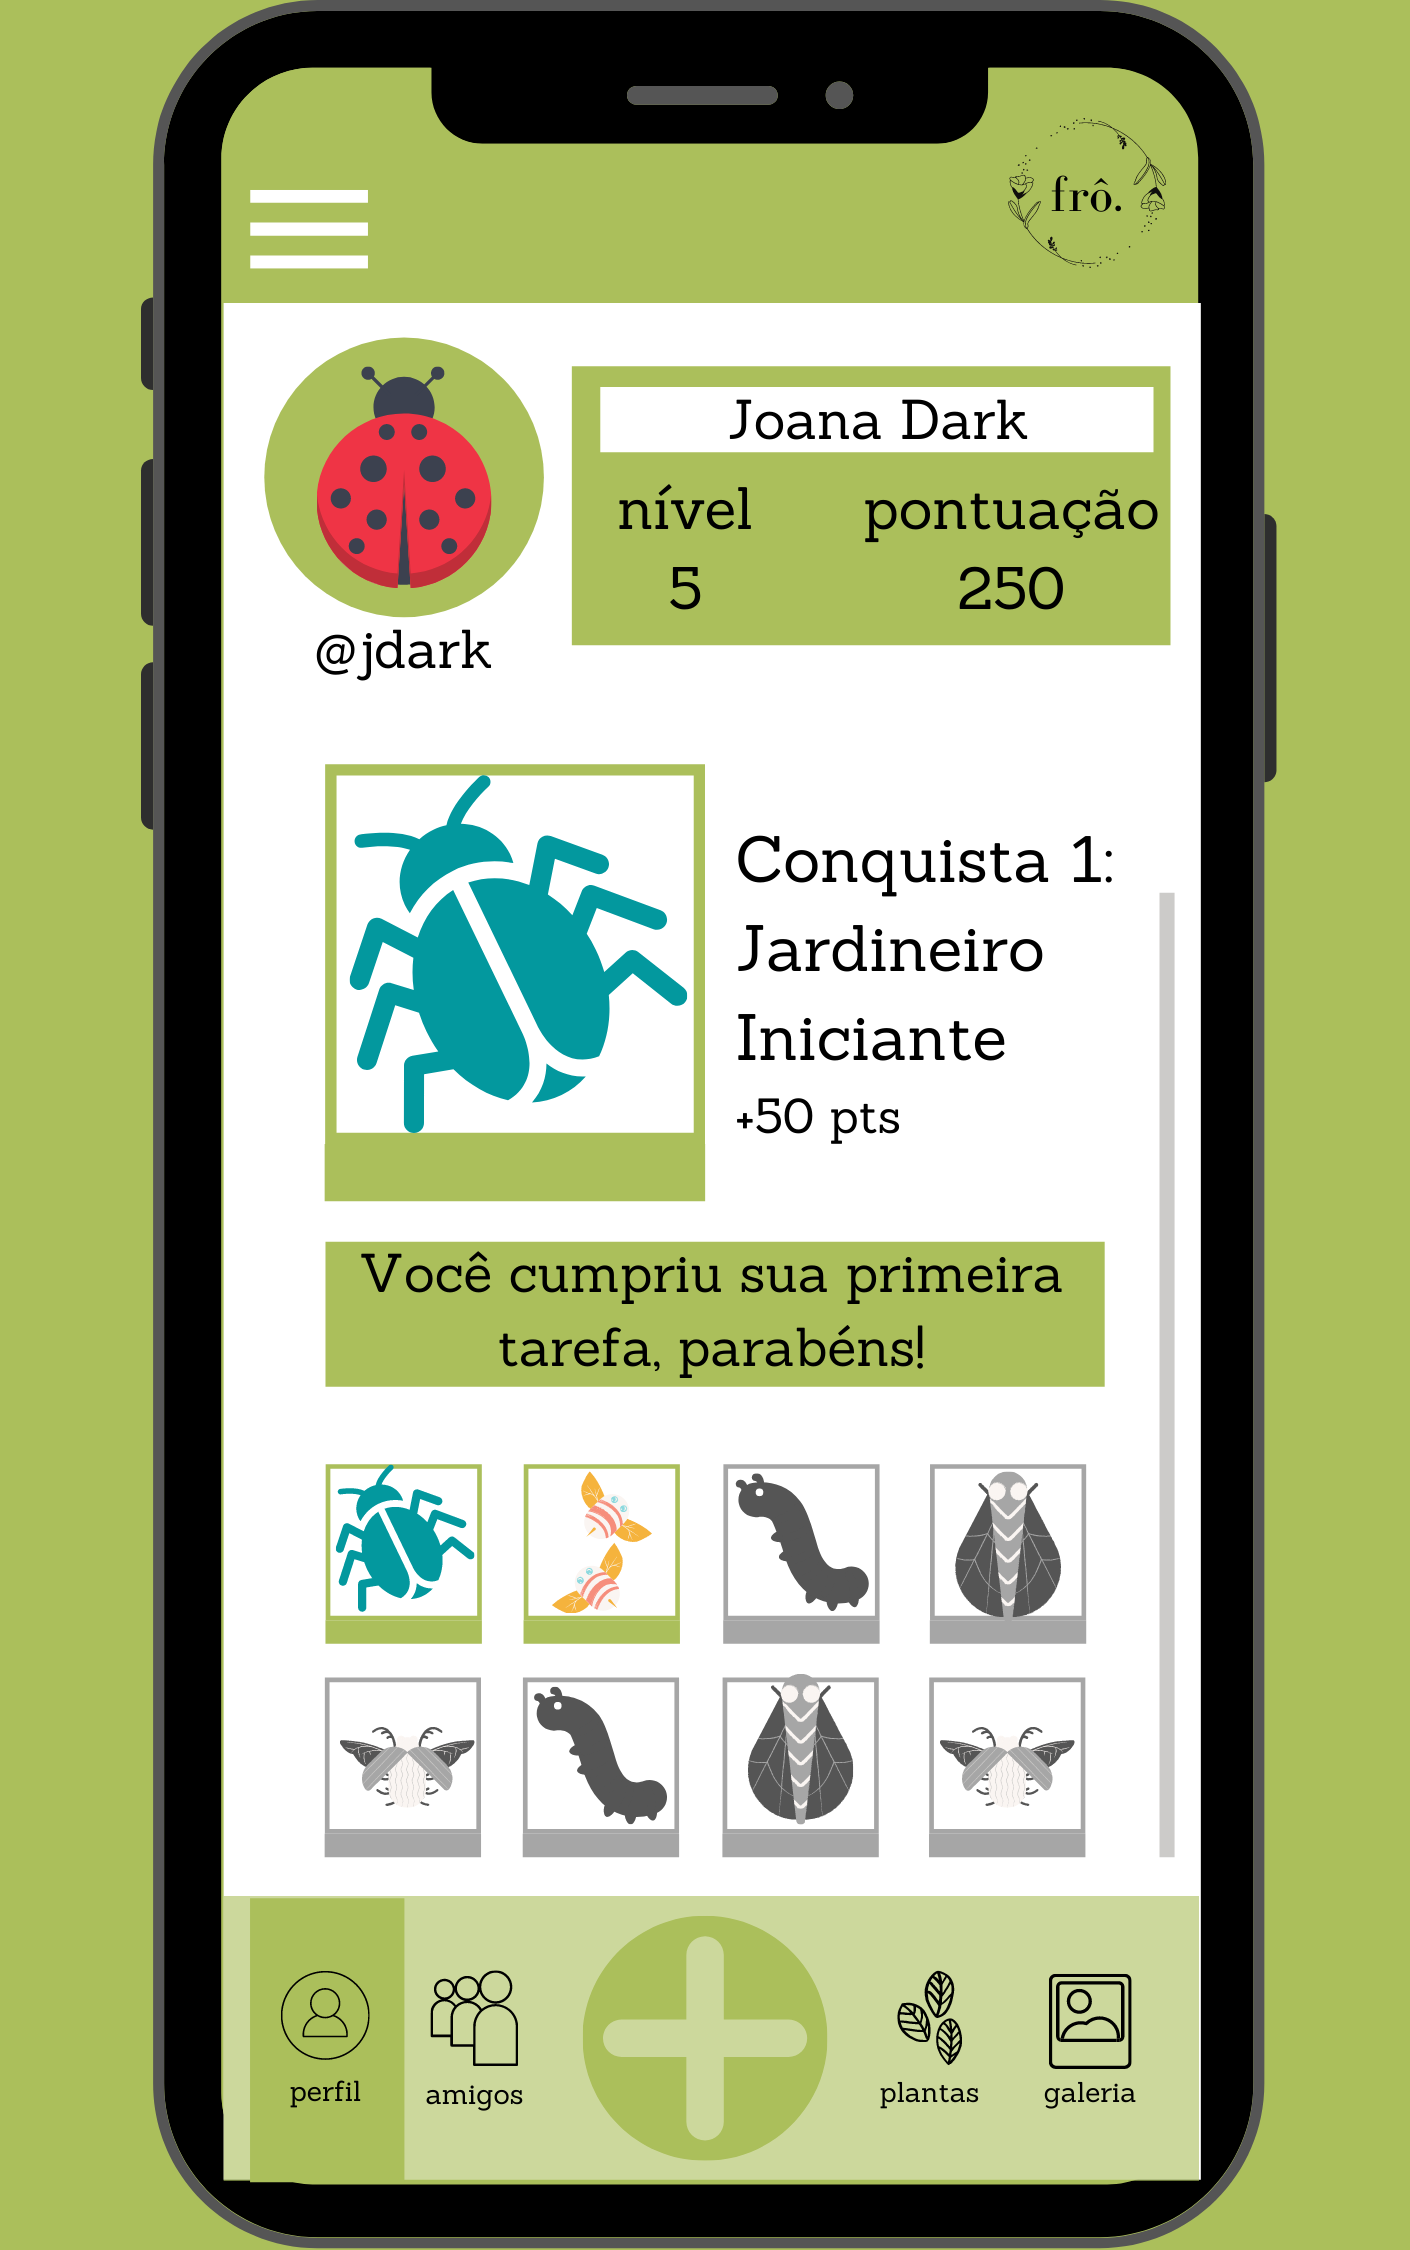 frô.
Joana Dark
nível
pontuação
5
250
@jdark
Conquista 1:
Jardineiro
Iniciante
+50 pts
Você cumpriu sua primeira
tarefa, parabéns!
perfil
amigos
plantas
galeria